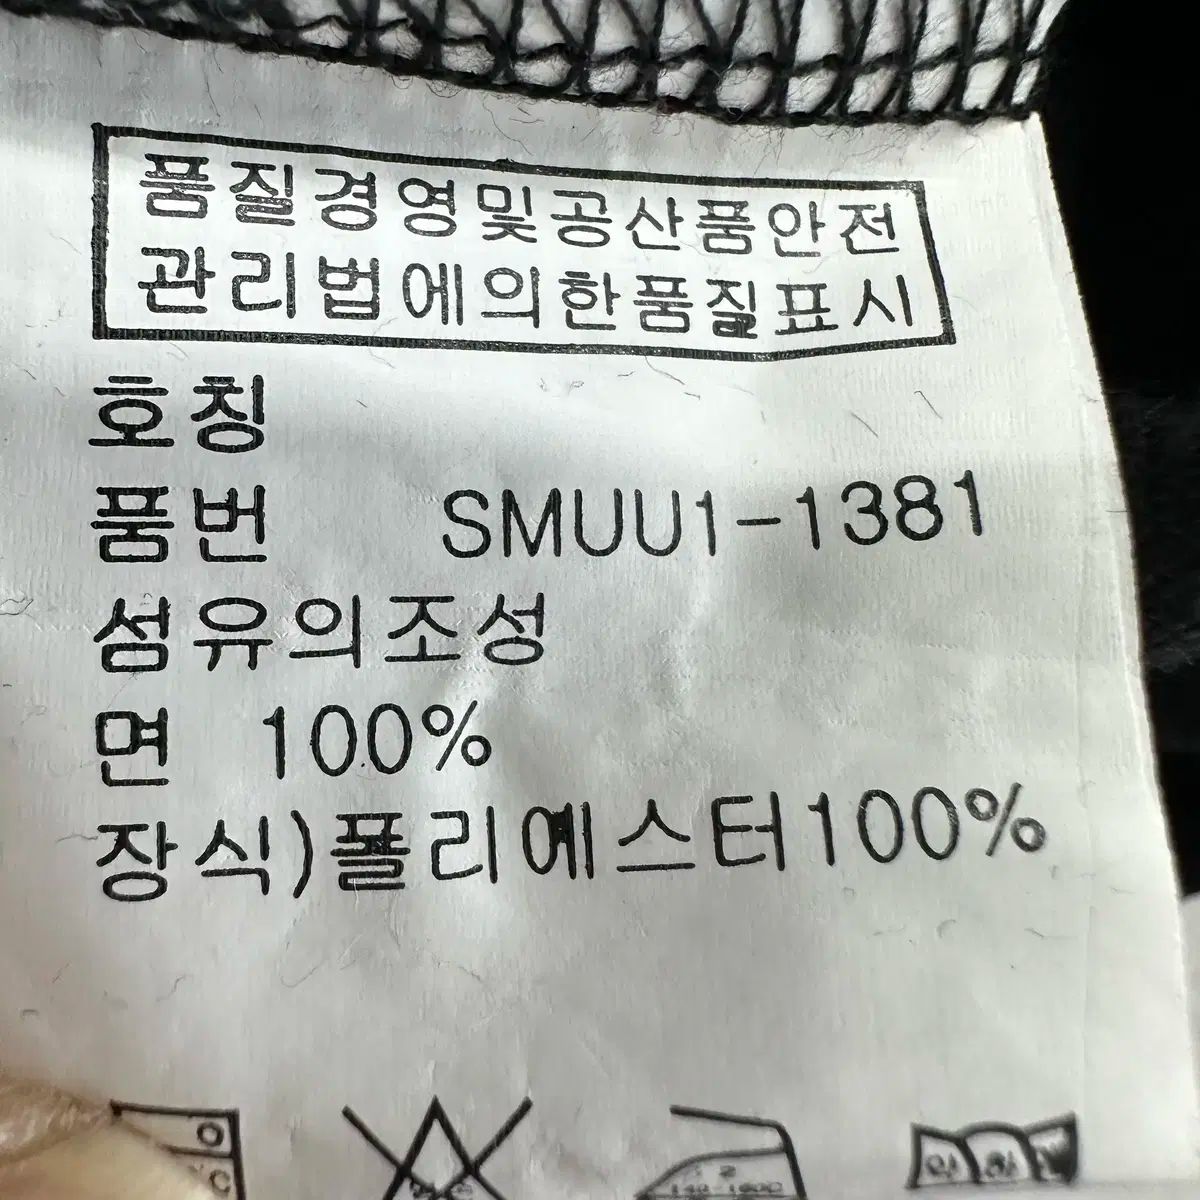 품질경영및공산품안전
관리법에의한품질표시
호칭
품번 SMUU1-1381
섬유의조성
면 100%
장식)폴리에스터100%